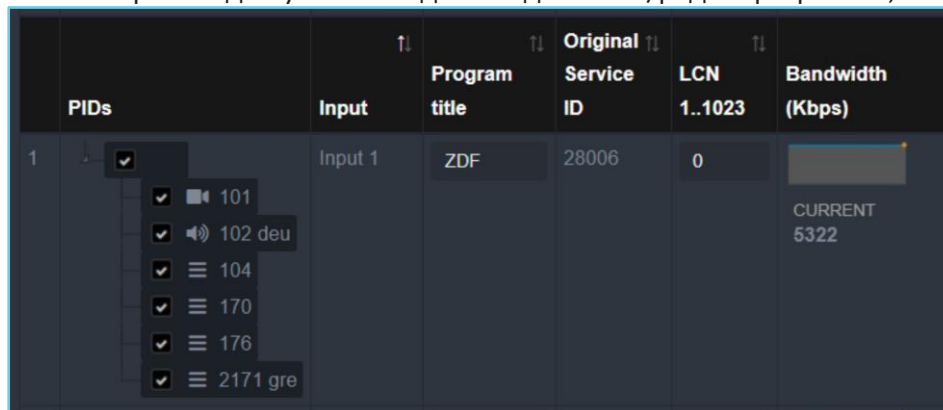 PIDs
Input
Program title
Original Service ID
LCN 1..1023
Bandwidth (Kbps)
1
Input 1
ZDF
28006
0
101
CURRENT
102 deu
5322
104
170
176
2171 gre